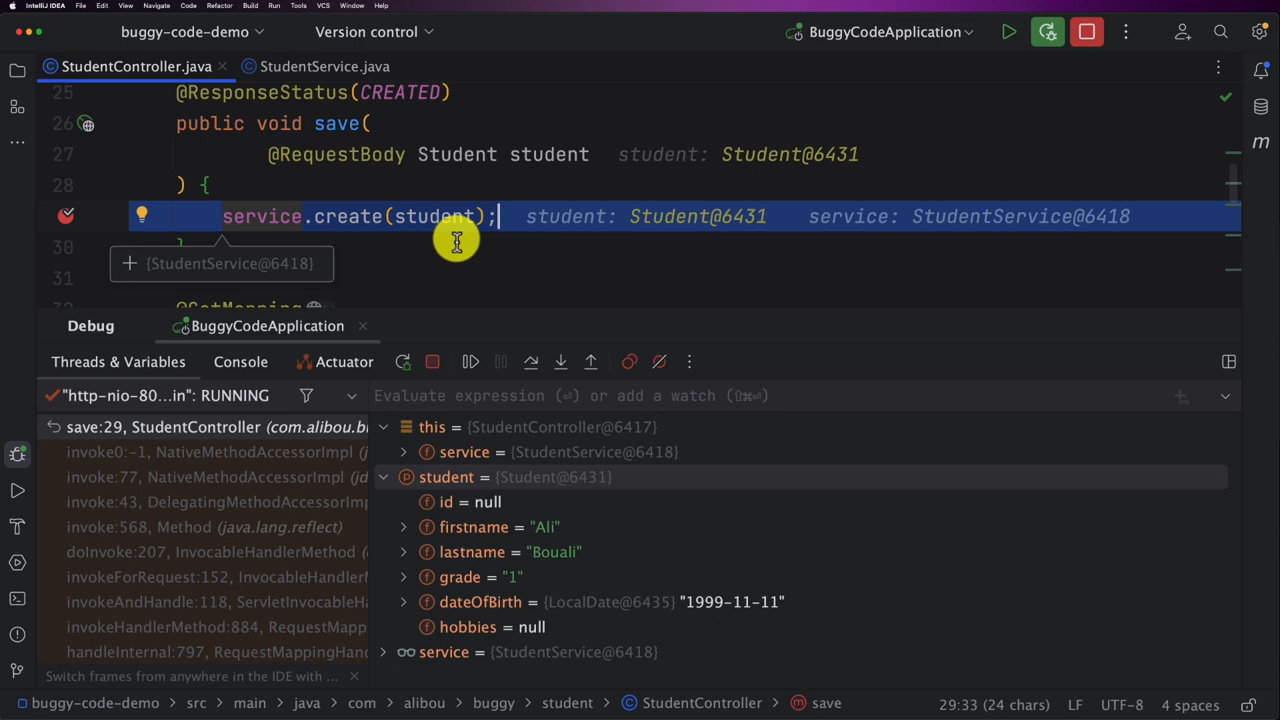 IntelliJ IDEA File Edit View Navigate Code Refactor Build Run Tools VCS Window Help
buggy-code-demo Version control BuggyCodeApplication
StudentController.java StudentService.java
25 @ResponseStatus(CREATED)
26 public void save(
27 @RequestBody Student student student: Student@6431
28 ) {
service.create(student); student: Student@6431 service: StudentService@6418
30 }
{StudentService@6418}
31
@GetMapping
Debug BuggyCodeApplication
Threads & Variables Console Actuator
"http-nio-80...in": RUNNING Evaluate expression (⏎) or add a watch (⇧⌘⏎)
save:29, StudentController (com.alibou.bu this = {StudentController@6417}
invoke0:-1, NativeMethodAccessorImpl (j service = {StudentService@6418}
invoke:77, NativeMethodAccessorImpl (jd student = {Student@6431}
invoke:43, DelegatingMethodAccessorImpl id = null
invoke:568, Method (java.lang.reflect) firstname = "Ali"
doInvoke:207, InvocableHandlerMethod ( lastname = "Bouali"
invokeForRequest:152, InvocableHandlerM grade = "1"
invokeAndHandle:118, ServletInvocableHa dateOfBirth = {LocalDate@6435} "1999-11-11"
invokeHandlerMethod:884, RequestMapp hobbies = null
handleInternal:797, RequestMappingHand service = {StudentService@6418}
Switch frames from anywhere in the IDE with ...
buggy-code-demo src main java com alibou buggy student StudentController save 29:33 (24 chars) LF UTF-8 4 spaces